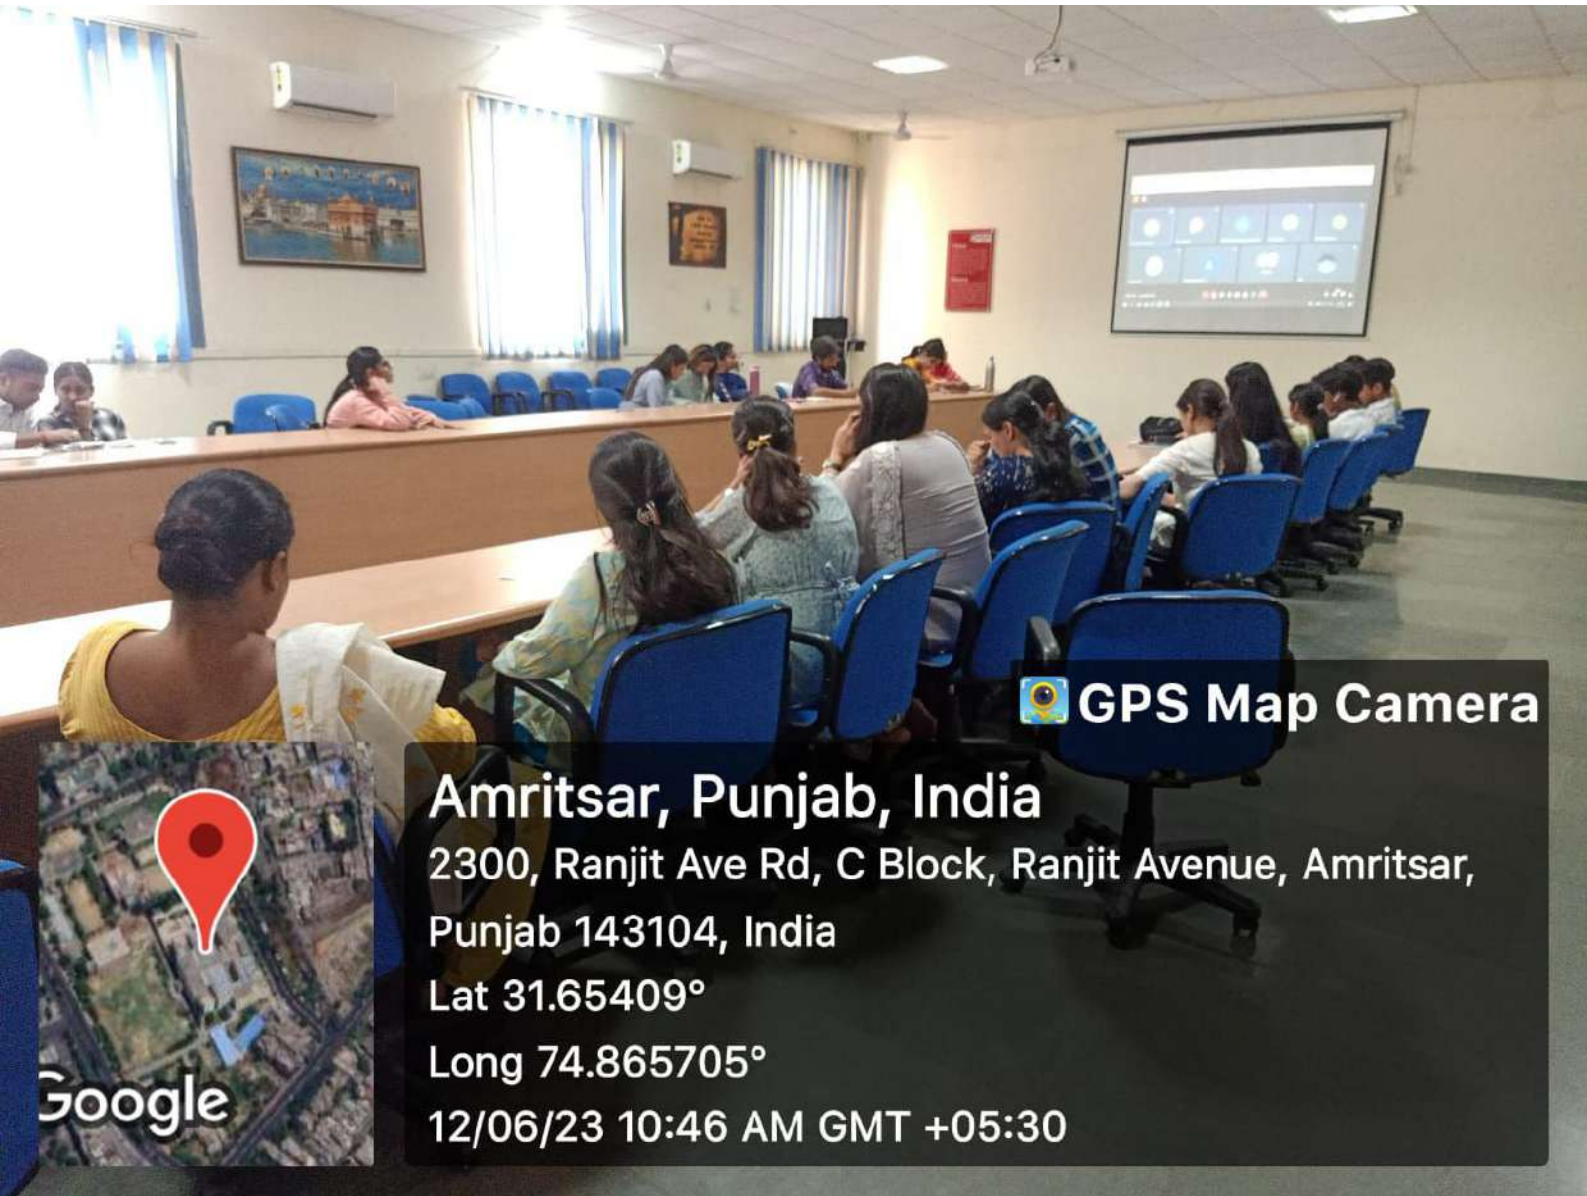 GPS Map Camera
Amritsar, Punjab, India
2300, Ranjit Ave Rd, C Block, Ranjit Avenue, Amritsar,
Punjab 143104, India
Lat 31.65409°
Long 74.865705°
12/06/23 10:46 AM GMT +05:30
Google